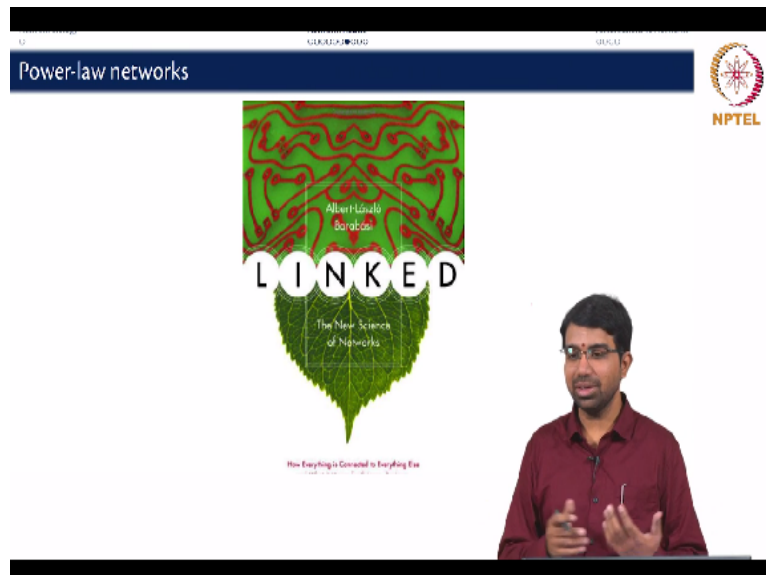 Power-law networks
NPTEL
Albert-László
Barabási
LINKED
The New Science
of Networks
How Everything is Connected to Everything Else